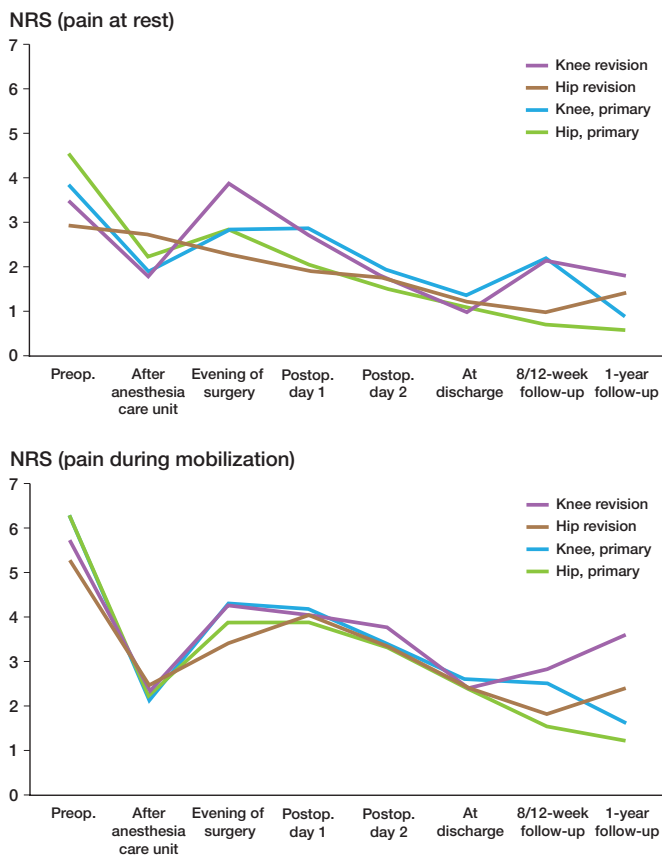 NRS (pain at rest)
7
6
5
4
3
2
1
0
Knee revision
Hip revision
Knee, primary
Hip, primary
Preop.
After
anesthesia
care unit
Evening of
surgery
Postop.
day 1
Postop.
day 2
At
discharge
8/12-week
follow-up
1-year
follow-up
NRS (pain during mobilization)
7
6
5
4
3
2
1
0
Knee revision
Hip revision
Knee, primary
Hip, primary
Preop.
After
anesthesia
care unit
Evening of
surgery
Postop.
day 1
Postop.
day 2
At
discharge
8/12-week
follow-up
1-year
follow-up